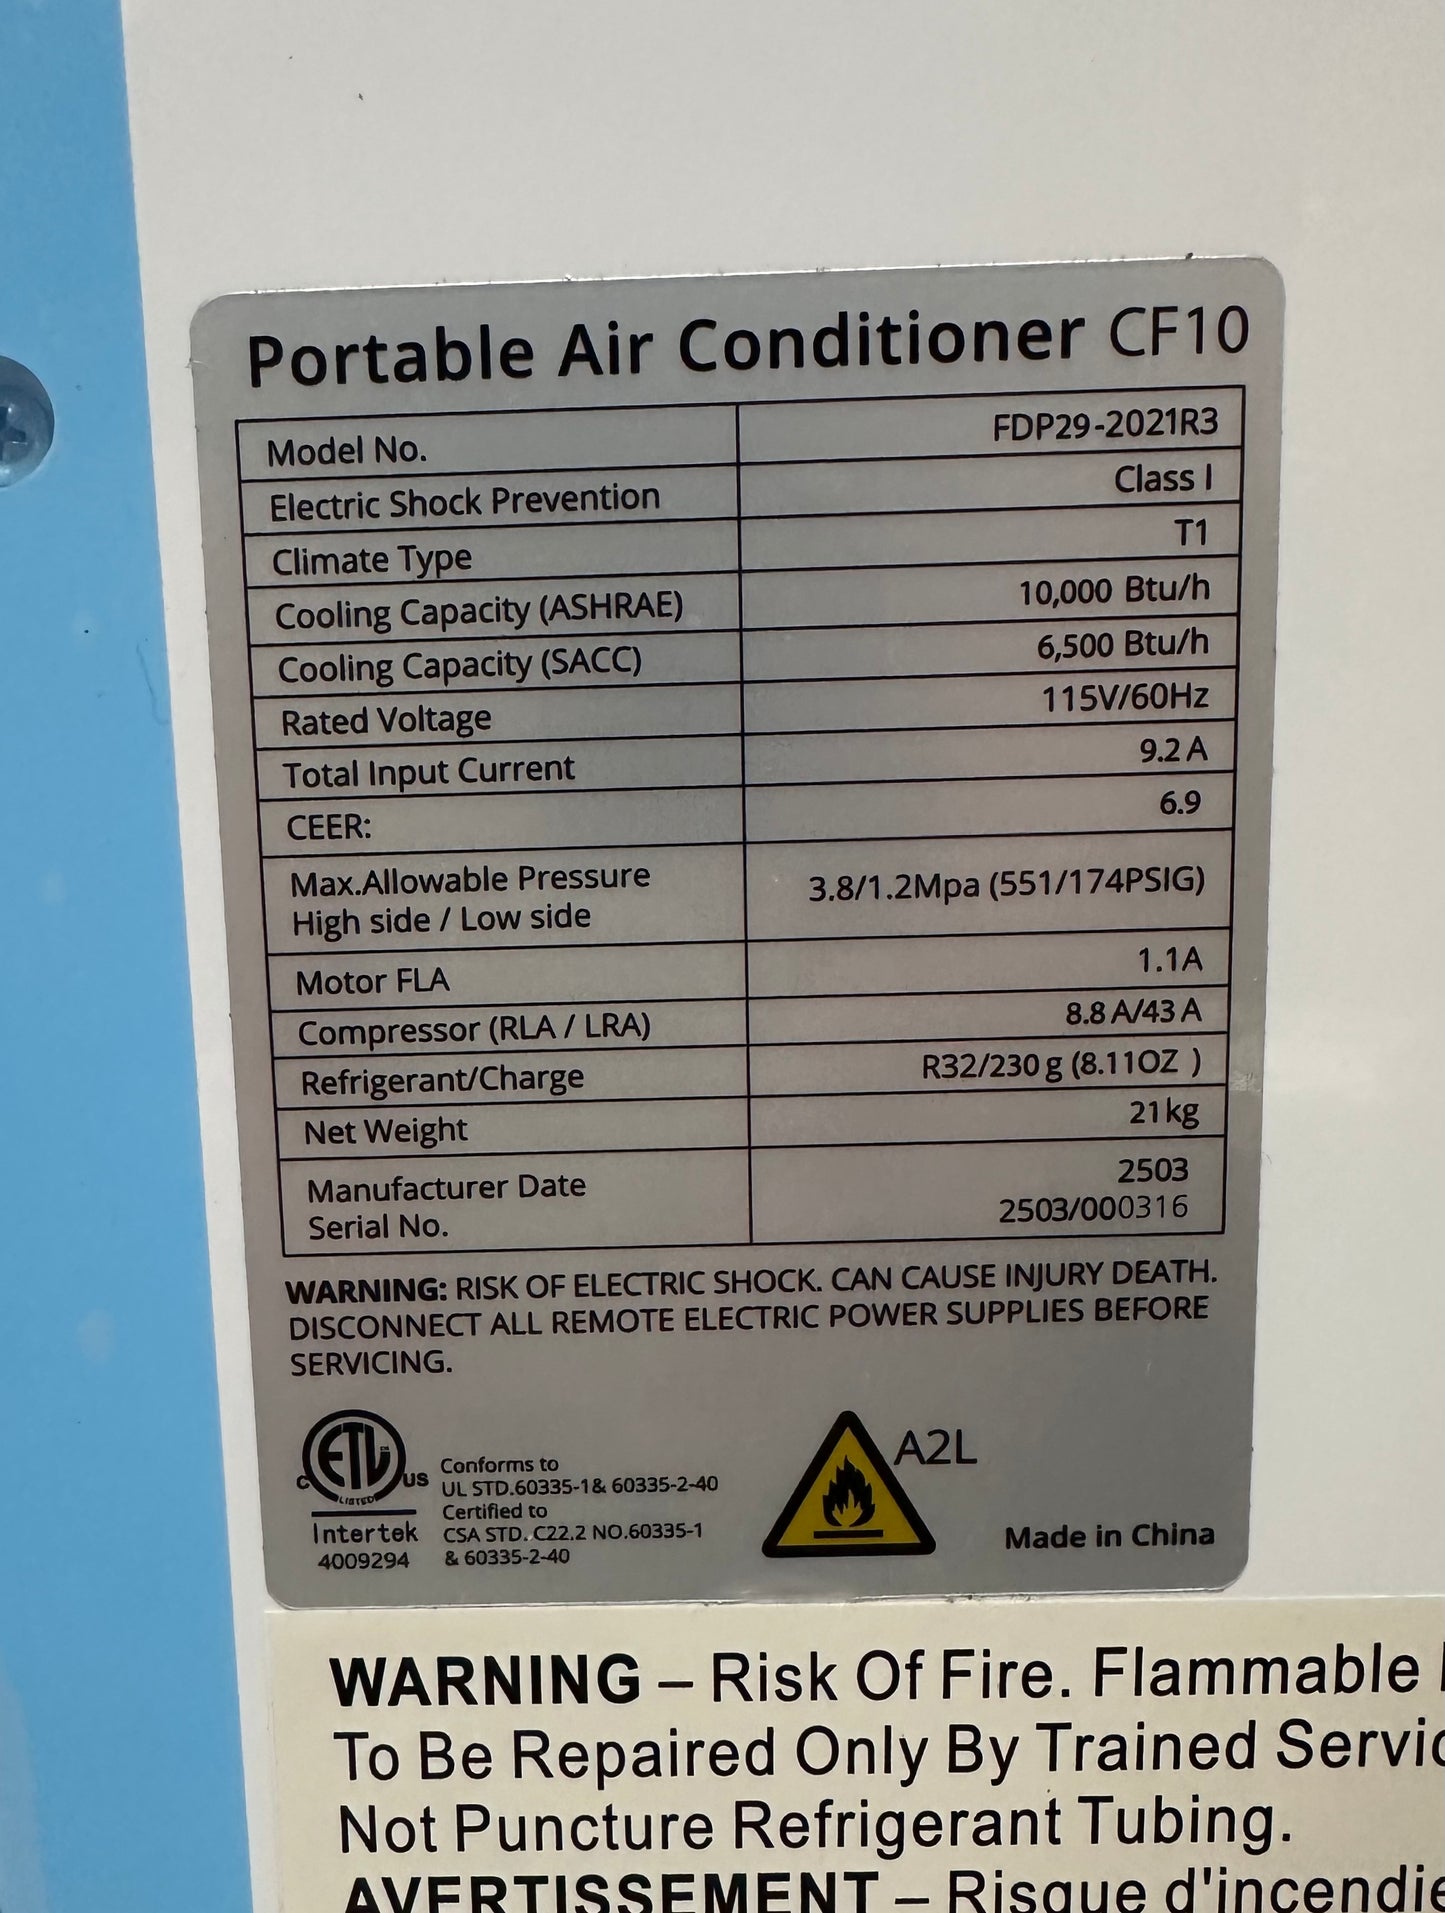 Portable Air Conditioner CF10
Model No. FDP29-2021R3
Electric Shock Prevention Class I
Climate Type T1
Cooling Capacity (ASHRAE) 10,000 Btu/h
Cooling Capacity (SACC) 6,500 Btu/h
Rated Voltage 115V/60Hz
Total Input Current 9.2 A
CEER: 6.9
Max.Allowable Pressure
High side / Low side
3.8/1.2Mpa (551/174PSIG)
Motor FLA 1.1A
Compressor (RLA / LRA) 8.8 A/43 A
Refrigerant/Charge R32/230 g (8.11OZ )
Net Weight 21kg
Manufacturer Date 2503
Serial No. 2503/000316
WARNING: RISK OF ELECTRIC SHOCK. CAN CAUSE INJURY DEATH.
DISCONNECT ALL REMOTE ELECTRIC POWER SUPPLIES BEFORE
SERVICING.
C ETL US
LISTED
Intertek
4009294
Conforms to
UL STD.60335-1& 60335-2-40
Certified to
CSA STD. C22.2 NO.60335-1
& 60335-2-40
A2L
Made in China
WARNING – Risk Of Fire. Flammable
To Be Repaired Only By Trained Servic
Not Puncture Refrigerant Tubing.
AVERTISSEMENT – Risque d'incendie